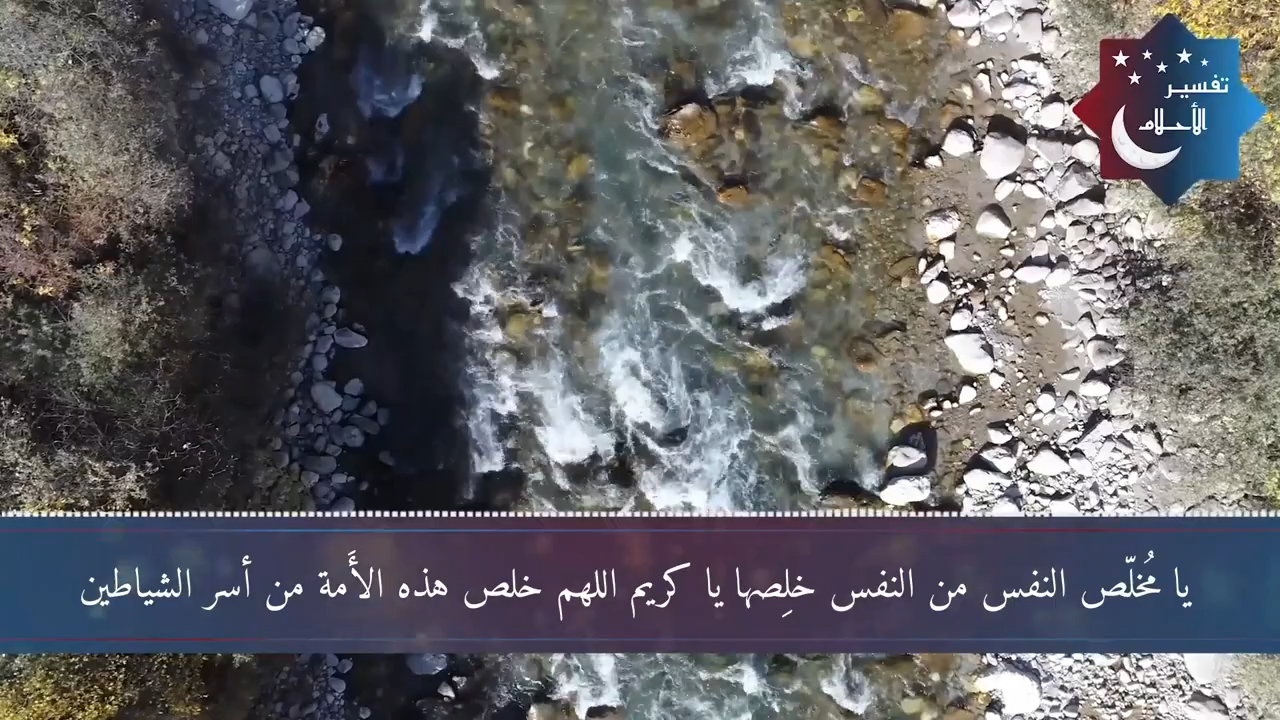 تفسير
الأحلام
يا مُخلّص النفس من النفس خلِصها يا كريم اللهم خلص هذه الأَمة من أسر الشياطين